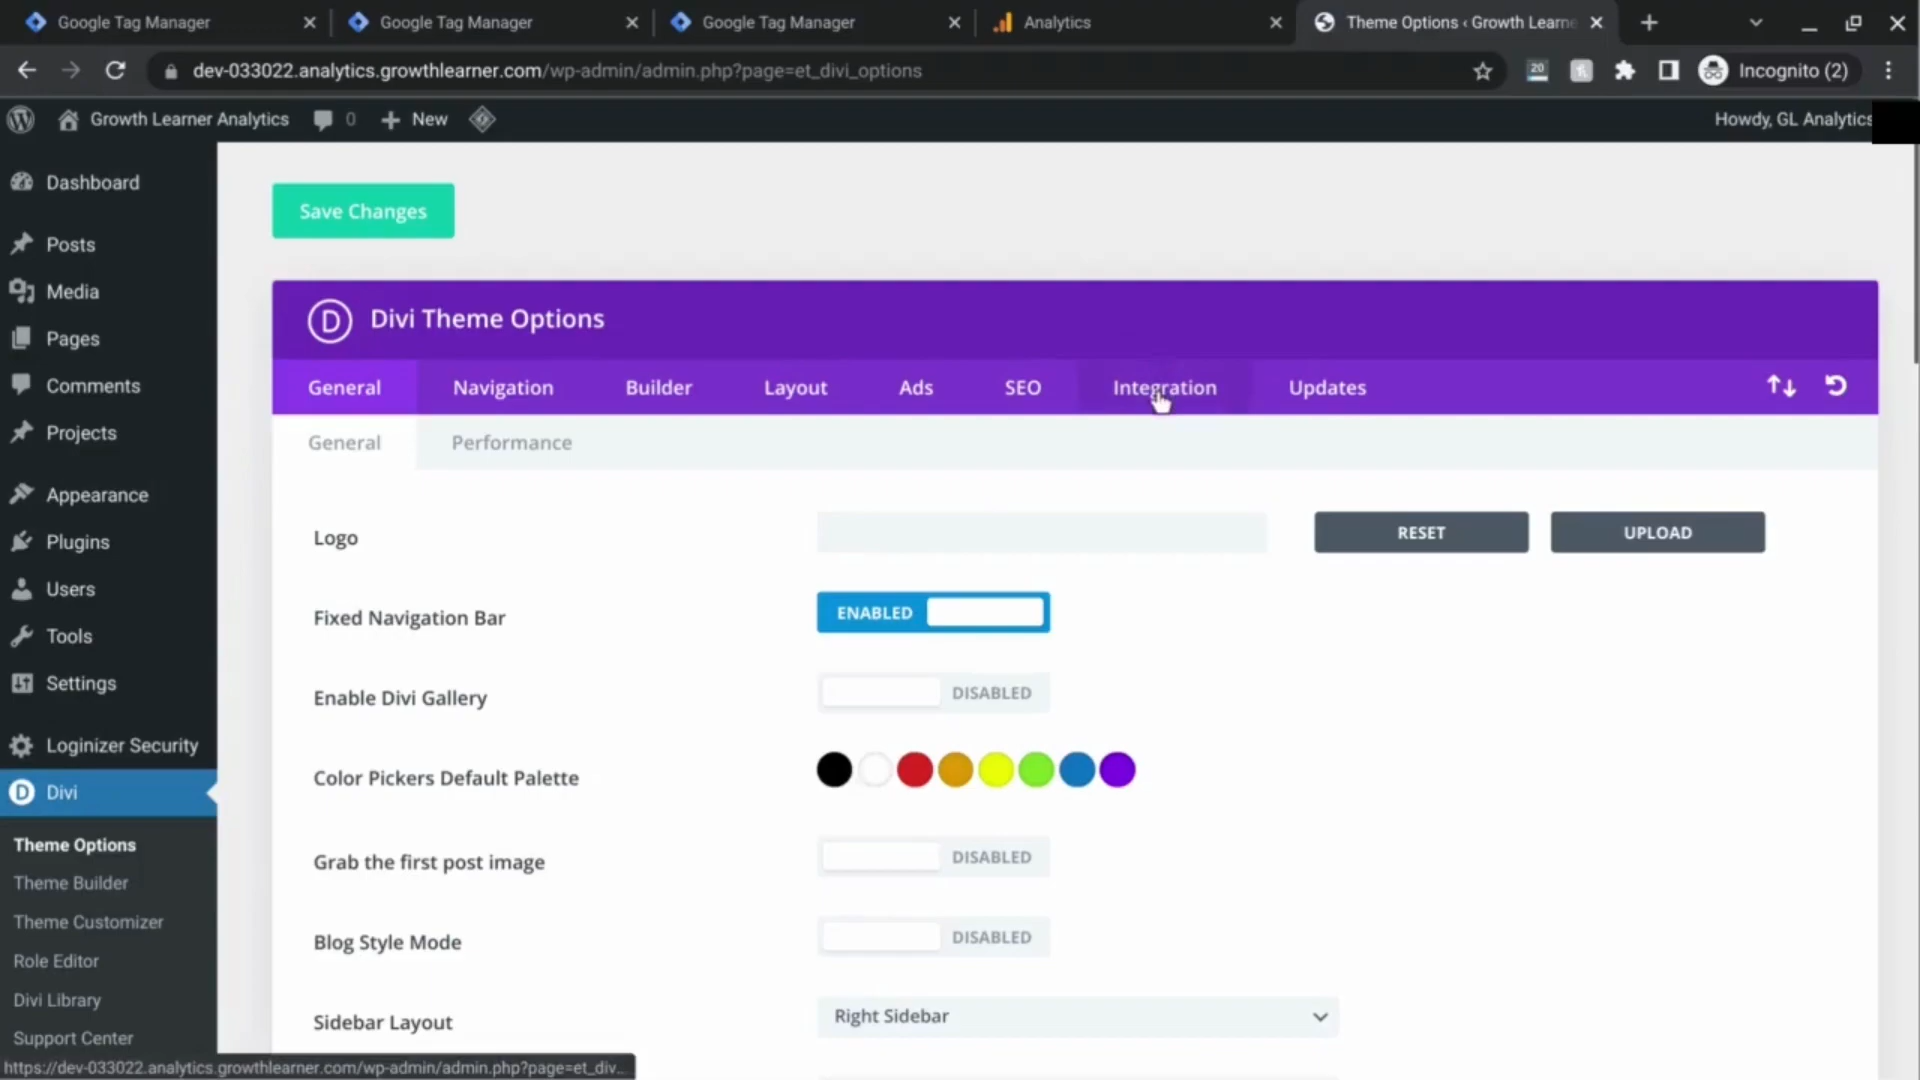 Google Tag Manager
Google Tag Manager
Google Tag Manager
Analytics
Theme Options ‹ Growth Learne
dev-033022.analytics.growthlearner.com/wp-admin/admin.php?page=et_divi_options
20
Incognito (2)
Growth Learner Analytics
0
New
Howdy, GL Analytics
Dashboard
Posts
Media
Pages
Comments
Projects
Appearance
Plugins
Users
Tools
Settings
Loginizer Security
Divi
Theme Options
Theme Builder
Theme Customizer
Role Editor
Divi Library
Support Center
Save Changes
D Divi Theme Options
General Navigation Builder Layout Ads SEO Integration Updates
General Performance
Logo RESET UPLOAD
Fixed Navigation Bar ENABLED
Enable Divi Gallery DISABLED
Color Pickers Default Palette
Grab the first post image DISABLED
Blog Style Mode DISABLED
Sidebar Layout Right Sidebar
https://dev-033022.analytics.growthlearner.com/wp-admin/admin.php?page=et_div...